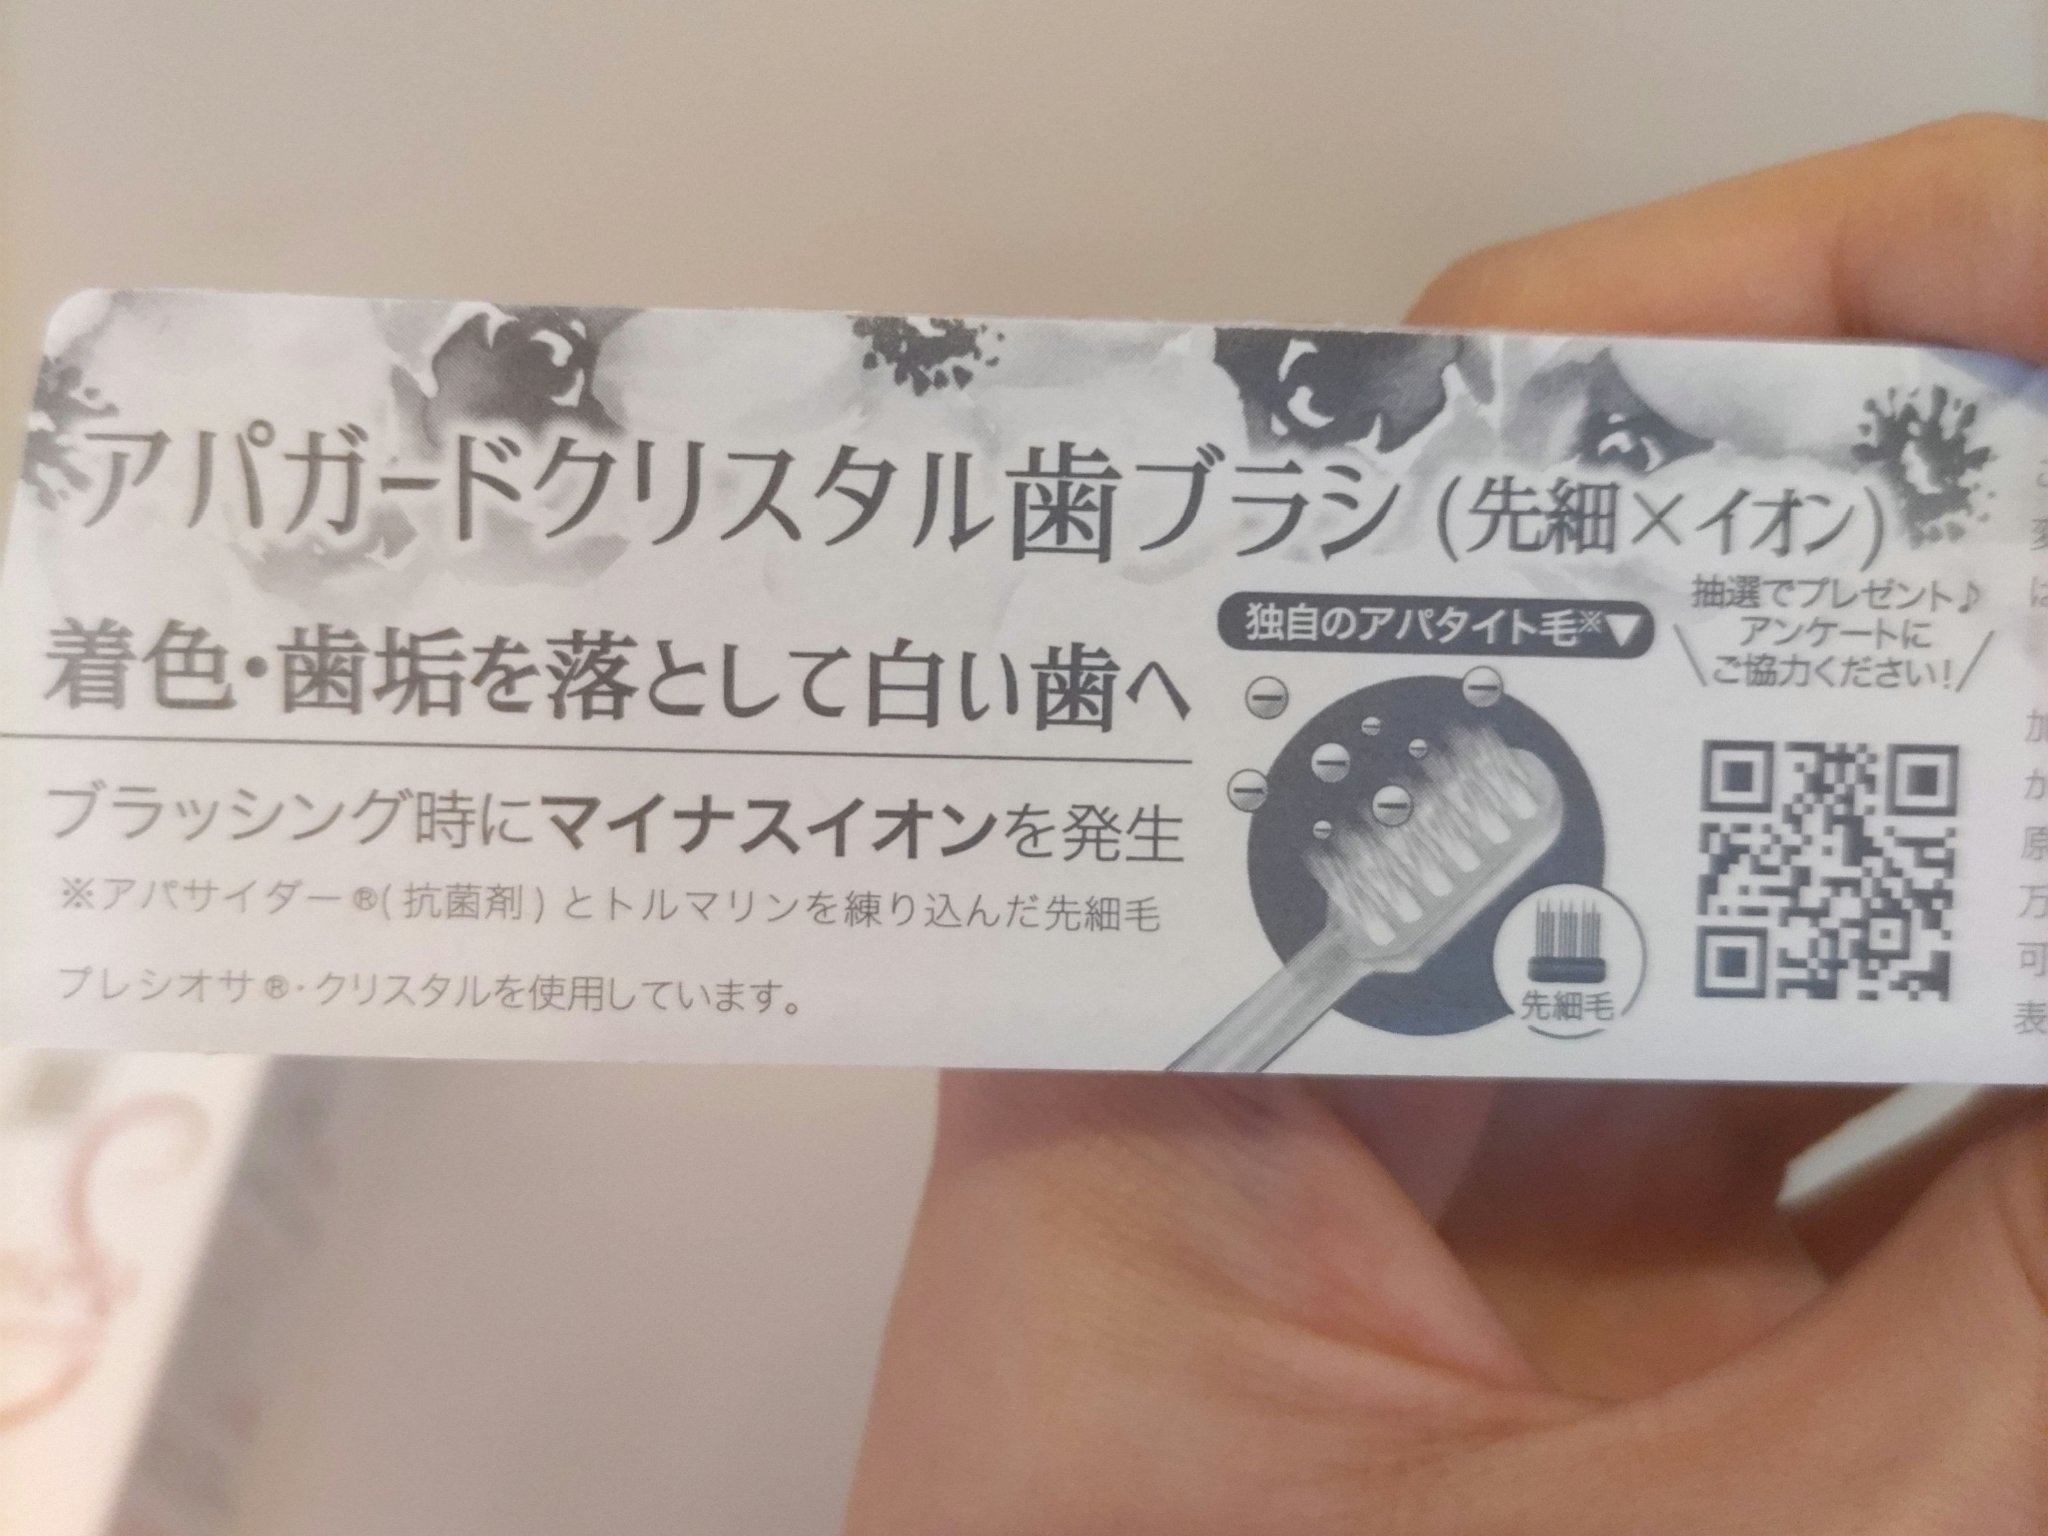 アパガードクリスタル歯ブラシ(先細×イオン)
着色・歯垢を落として白い歯へ
ブラッシング時にマイナスイオンを発生
※アパサイダー®(抗菌剤)とトルマリンを練り込んだ先細毛
プレシオサ®・クリスタルを使用しています。
独自のアパタイト毛※▼
先細毛
抽選でプレゼント♪
\アンケートに
ご協力ください!/
加
か
原
万
可
表